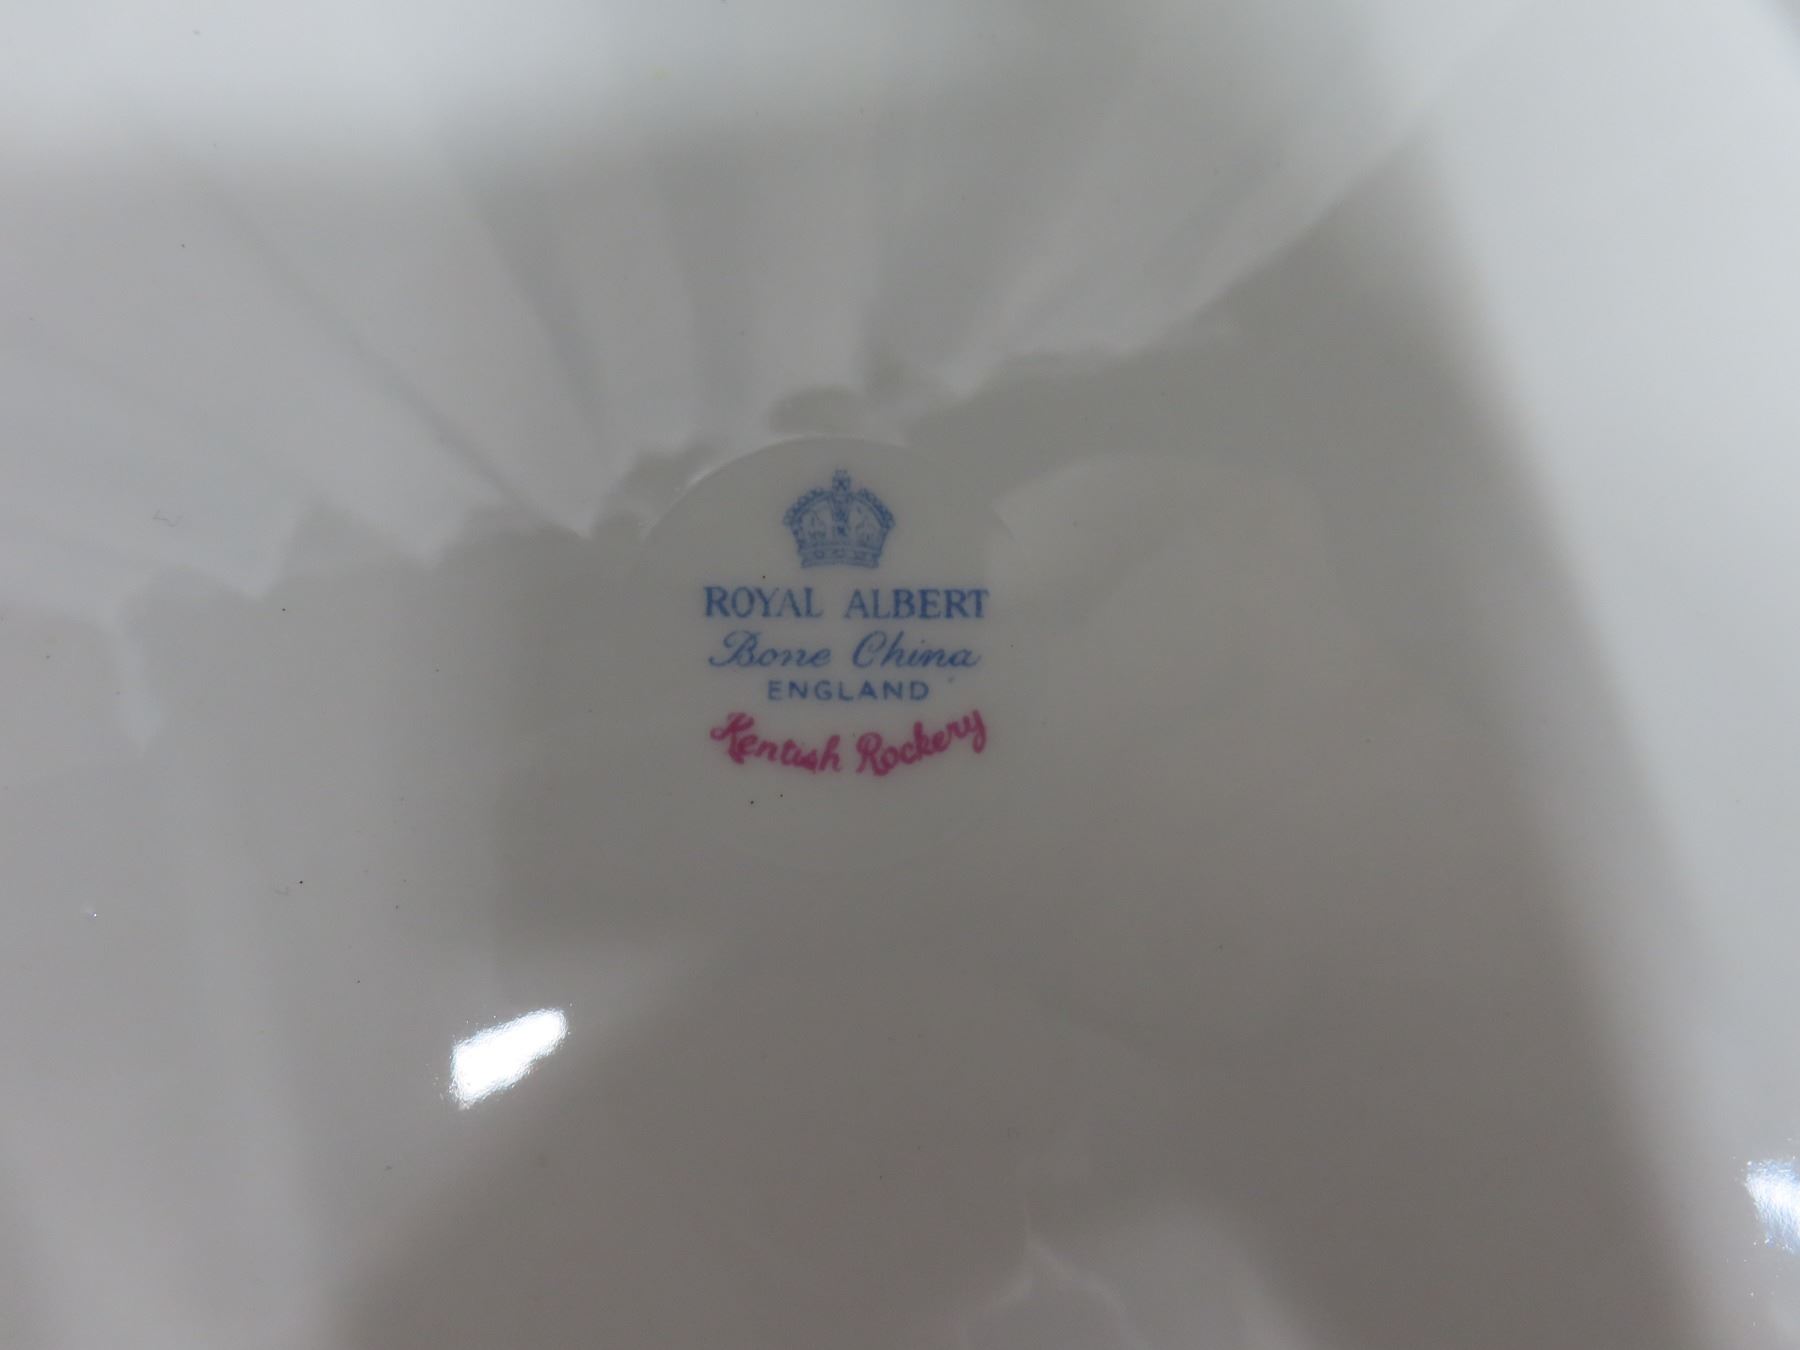 ROYAL ALBERT
Bone China
ENGLAND
Kentish Rockery